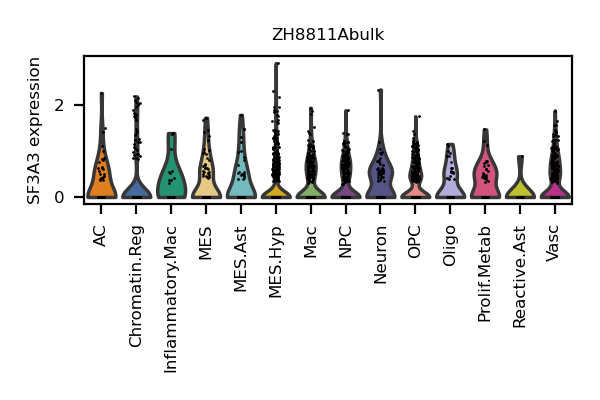 ZH8811Abulk
SF3A3 expression
2
0
AC
Chromatin.Reg
Inflammatory.Mac
MES
MES.Ast
MES.Hyp
Mac
NPC
Neuron
OPC
Oligo
Prolif.Metab
Reactive.Ast
Vasc